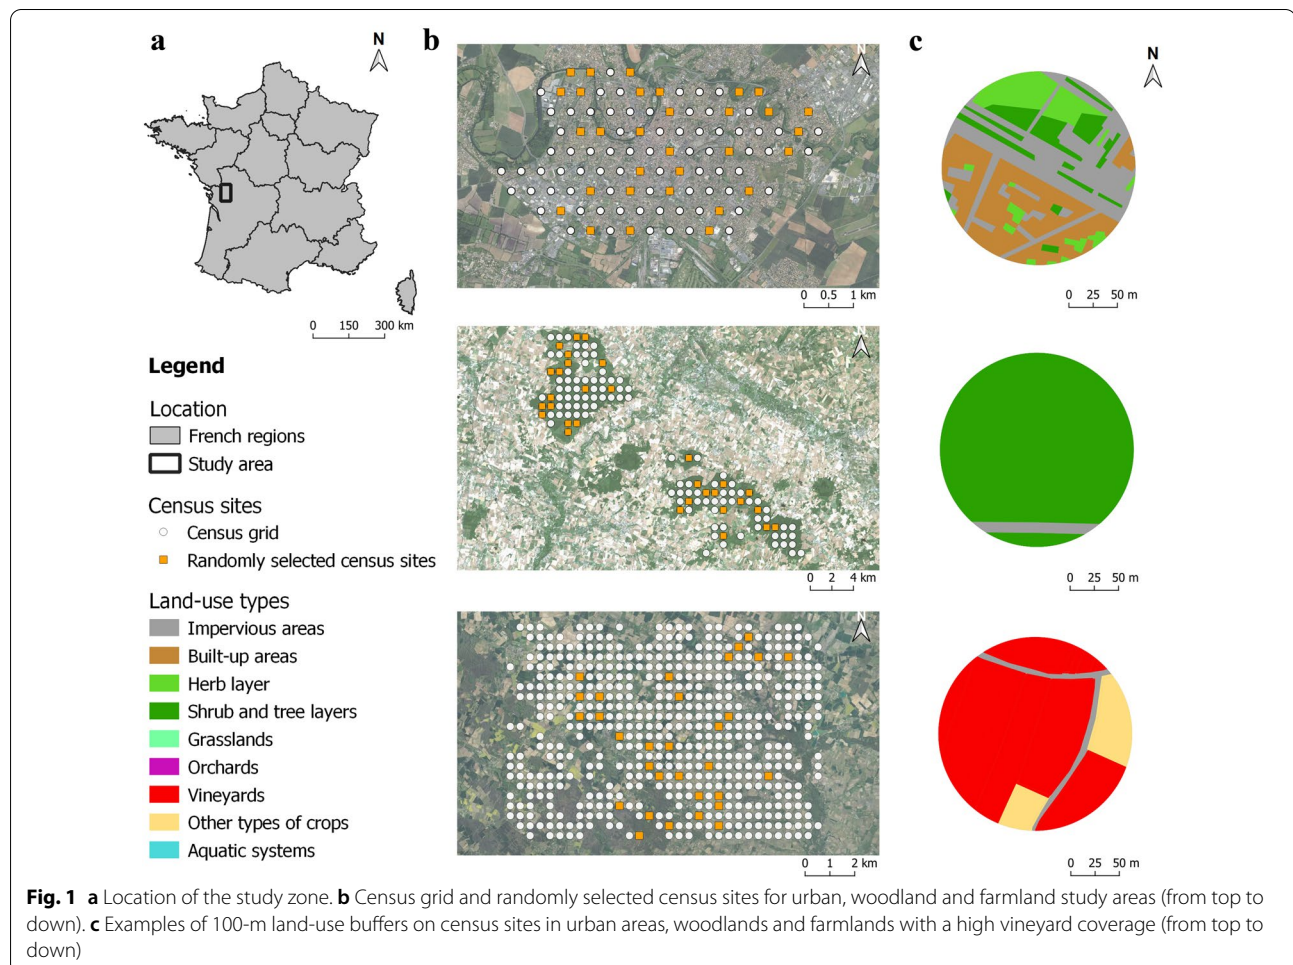 a
N
0 150 300 km
b
N
0 0.5 1 km
0 2 4 km
N
0 1 2 km
c
N
0 25 50 m
0 25 50 m
0 25 50 m
Legend
Location
French regions
Study area
Census sites
Census grid
Randomly selected census sites
Land-use types
Impervious areas
Built-up areas
Herb layer
Shrub and tree layers
Grasslands
Orchards
Vineyards
Other types of crops
Aquatic systems
Fig. 1 a Location of the study zone. b Census grid and randomly selected census sites for urban, woodland and farmland study areas (from top to
down). c Examples of 100-m land-use buffers on census sites in urban areas, woodlands and farmlands with a high vineyard coverage (from top to
down)